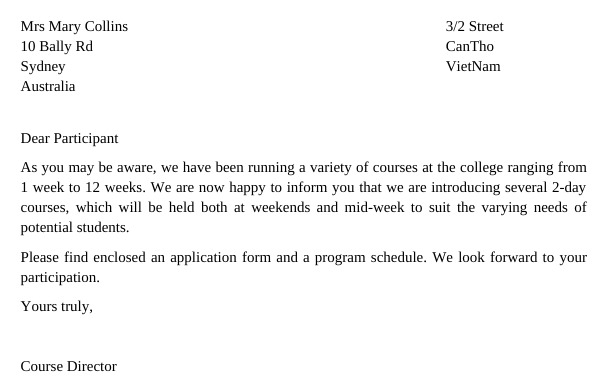 Mrs Mary Collins
10 Bally Rd
Sydney
Australia
3/2 Street
CanTho
VietNam
Dear Participant
As you may be aware, we have been running a variety of courses at the college ranging from
1 week to 12 weeks. We are now happy to inform you that we are introducing several 2-day
courses, which will be held both at weekends and mid-week to suit the varying needs of
potential students.
Please find enclosed an application form and a program schedule. We look forward to your
participation.
Yours truly,
Course Director